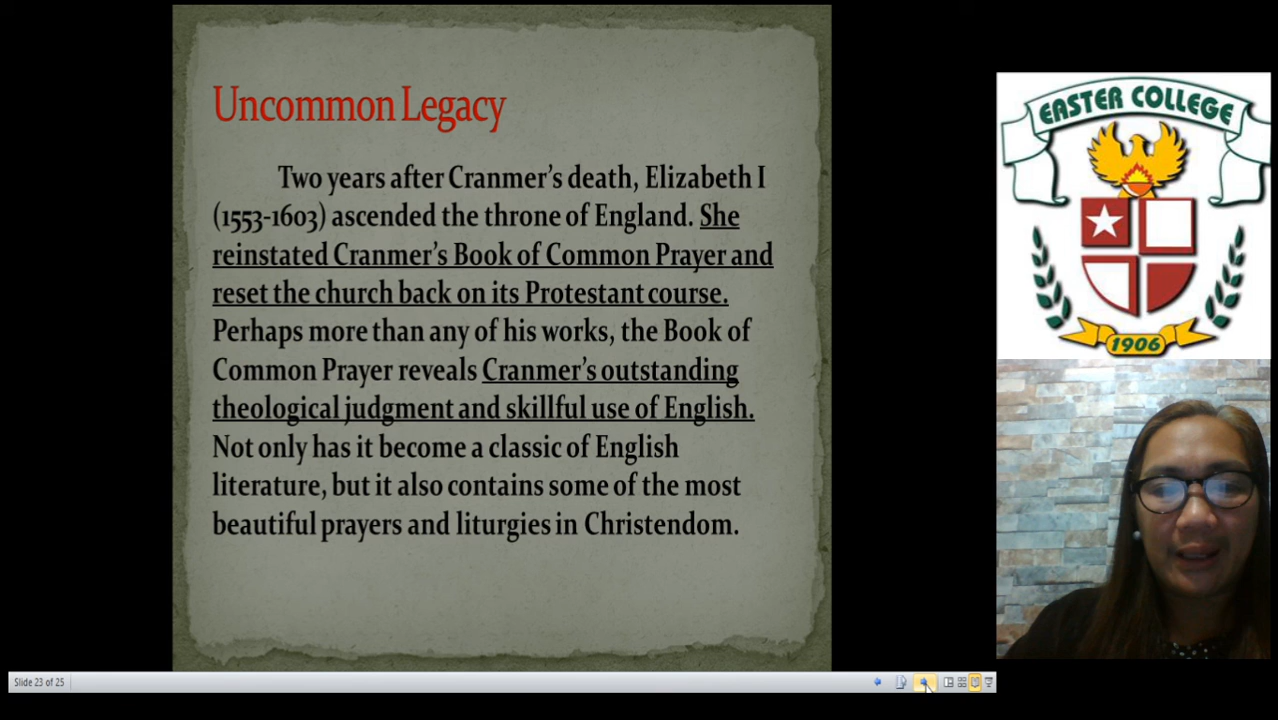 Uncommon Legacy
Two years after Cranmer's death, Elizabeth I
(1553-1603) ascended the throne of England. She
reinstated Cranmer's Book of Common Prayer and
reset the church back on its Protestant course.
Perhaps more than any of his works, the Book of
Common Prayer reveals Cranmer's outstanding
theological judgment and skillful use of English.
Not only has it become a classic of English
literature, but it also contains some of the most
beautiful prayers and liturgies in Christendom.
Slide 23 of 25
EASTER COLLEGE
1906